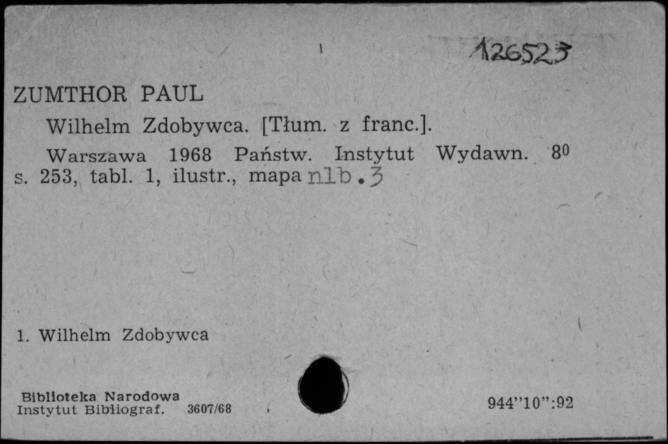 126523
ZUMTHOR PAUL
Wilhelm Zdobywca. [Tłum. z franc.].
Warszawa 1968 Państw. Instytut Wydawn. 8⁰
s. 253, tabl. 1, ilustr., mapa nlb. 3
1. Wilhelm Zdobywca
Biblioteka Narodowa
Instytut Bibliograf. 3607/68
944"10":92